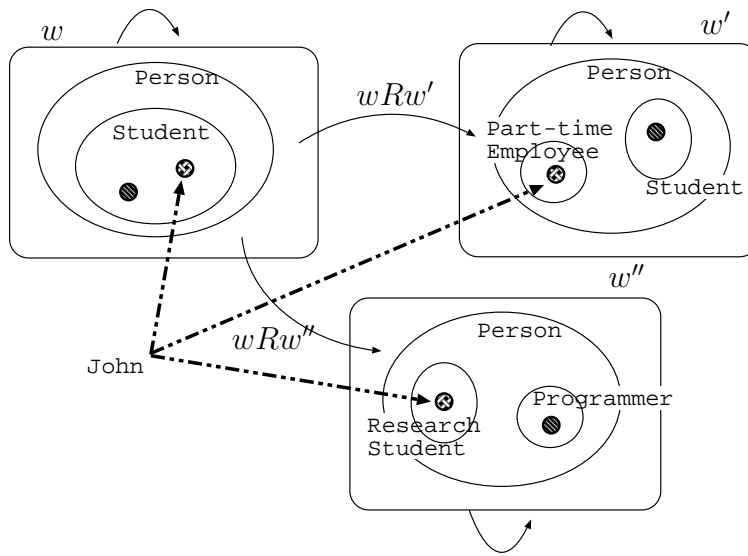 w
Person
Student
wRw′
w′
Person
Part-time
Employee
Student
w″
wRw″
John
Person
Programmer
Research
Student